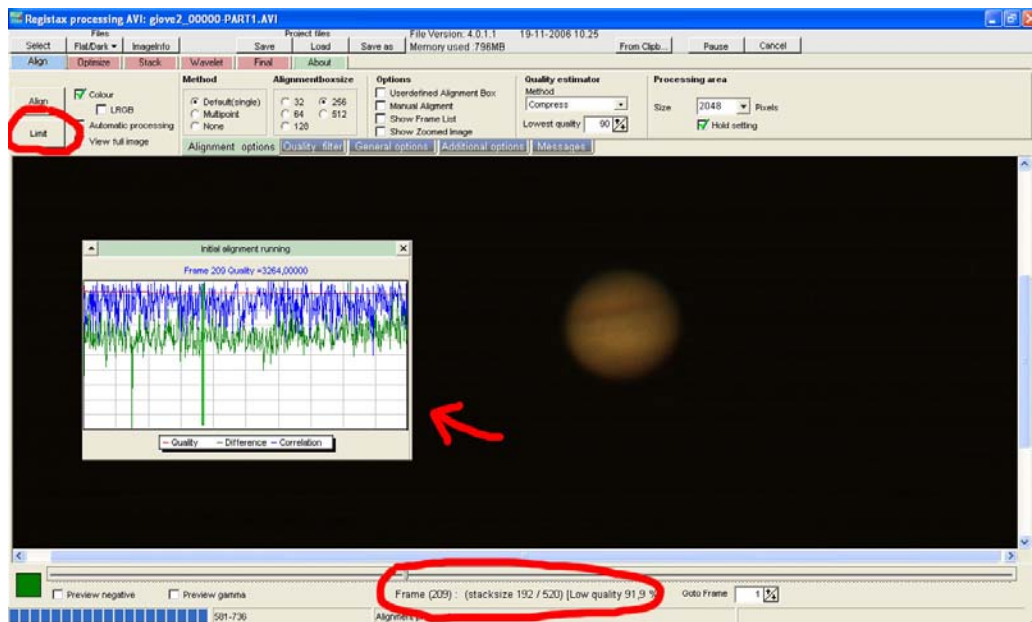 Registax processing AVI: giove2_00000-PART1.AVI
Files
Project files
File Version: 4.0.1.1 19-11-2006 10.25
Select Flat/Dark ImageInfo Save Load Save as Memory used :796MB From Clipb... Pause Cancel
Align Optimize Stack Wavelet Final About
Align
Limit
Colour
LRGB
Automatic processing
View full image
Method
Default(single)
Multipoint
None
Alignmentboxsize
32 256
64 512
128
Options
Userdefined Alignment Box
Manual Aligment
Show Frame List
Show Zoomed Image
Quality estimator
Method
Compress
Lowest quality 90
Processing area
Size 2048 Pixels
Hold setting
Alignment options Quality filter General options Additional options Messages
Initial alignment running
Frame 209 Quality =3264,00000
Quality Difference Correlation
Preview negative Preview gamma Frame (209) : (stacksize 192 / 520) [Low quality 91,9 % Goto Frame 1
501-736